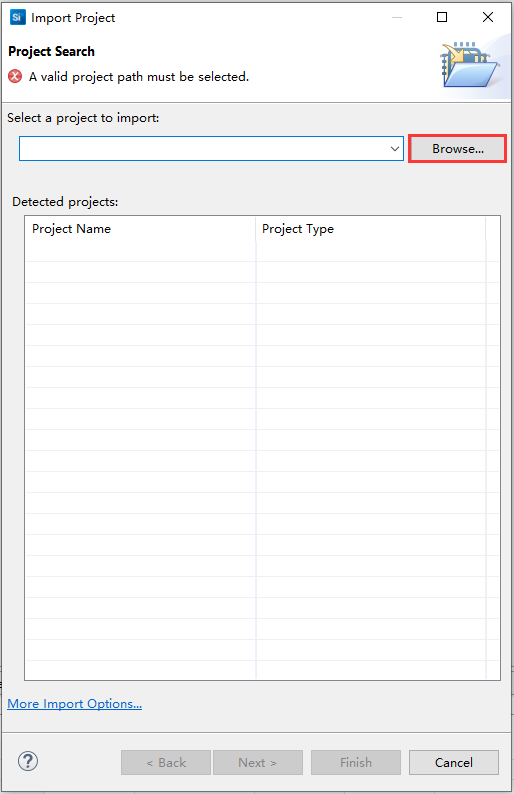 Si Import Project
Project Search
A valid project path must be selected.
Select a project to import:
Browse...
Detected projects:
Project Name Project Type
More Import Options...
? < Back Next > Finish Cancel